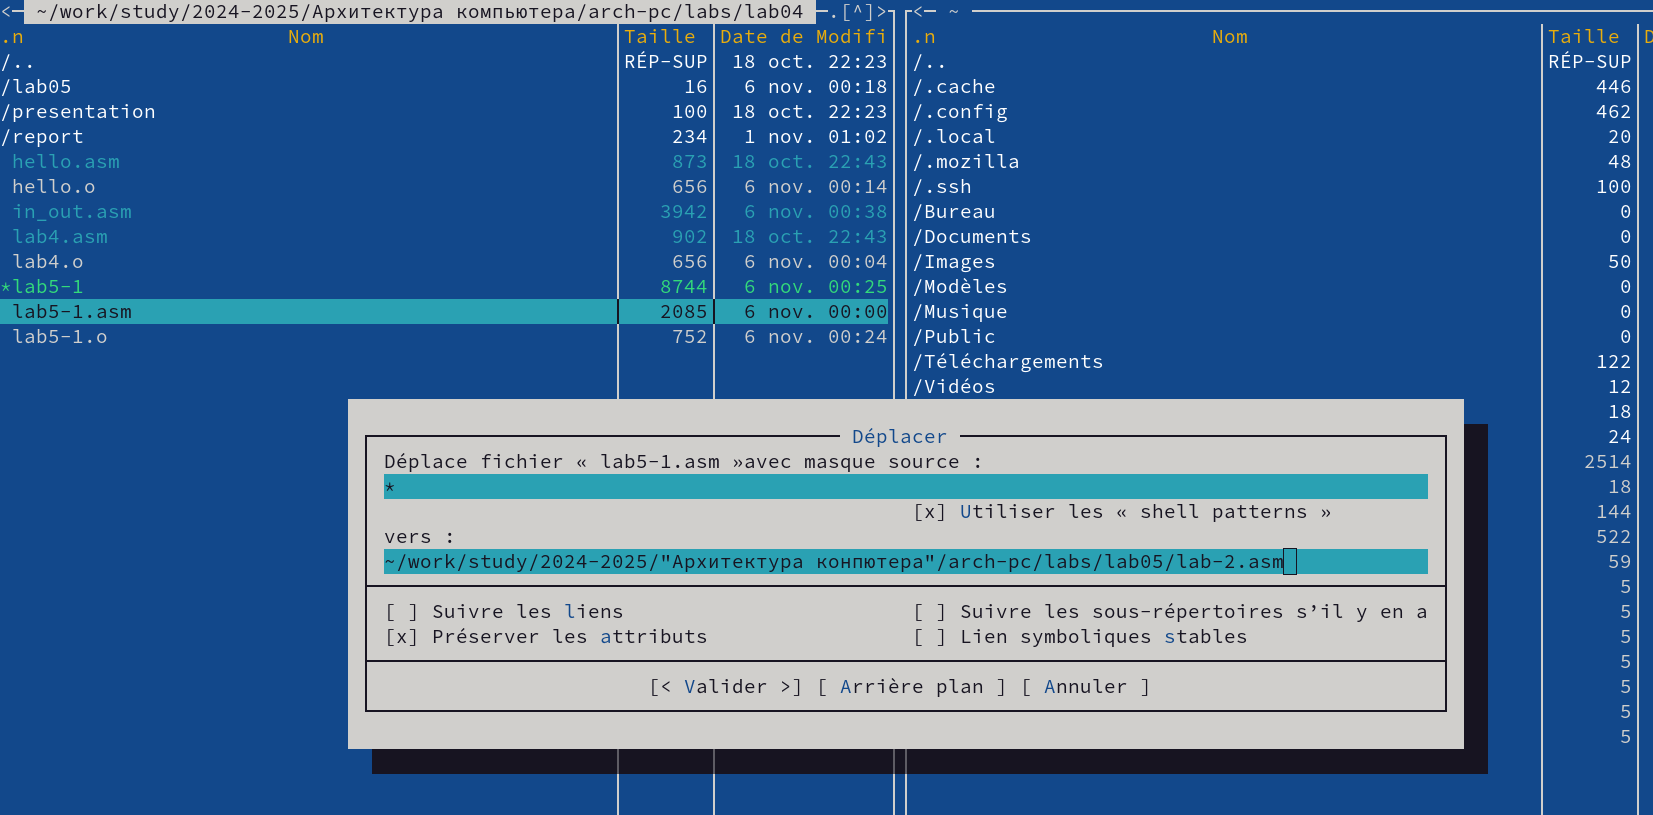 <─ ~/work/study/2024-2025/Архитектура компьютера/arch-pc/labs/lab04 ─.[^]>
.n Nom Taille Date de Modifi
/.. RÉP-SUP 18 oct. 22:23
/lab05 16 6 nov. 00:18
/presentation 100 18 oct. 22:23
/report 234 1 nov. 01:02
hello.asm 873 18 oct. 22:43
hello.o 656 6 nov. 00:14
in_out.asm 3942 6 nov. 00:38
lab4.asm 902 18 oct. 22:43
lab4.o 656 6 nov. 00:04
*lab5-1 8744 6 nov. 00:25
lab5-1.asm 2085 6 nov. 00:00
lab5-1.o 752 6 nov. 00:24
<─ ~
.n Nom Taille D
/.. RÉP-SUP
/.cache 446
/.config 462
/.local 20
/.mozilla 48
/.ssh 100
/Bureau 0
/Documents 0
/Images 50
/Modèles 0
/Musique 0
/Public 0
/Téléchargements 122
/Vidéos 12
18
24
2514
18
144
522
59
5
5
5
5
5
5
5
Déplacer
Déplace fichier « lab5-1.asm »avec masque source :
*
[x] Utiliser les « shell patterns »
vers :
~/work/study/2024-2025/"Архитектура конпютера"/arch-pc/labs/lab05/lab-2.asm
[ ] Suivre les liens [ ] Suivre les sous-répertoires s’il y en a
[x] Préserver les attributs [ ] Lien symboliques stables
[< Valider >] [ Arrière plan ] [ Annuler ]